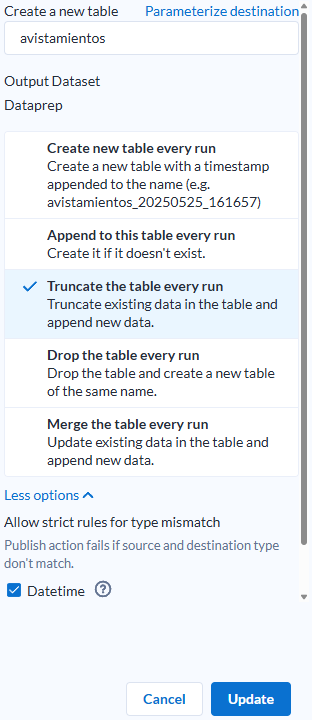 Create a new table Parameterize destination
avistamientos
Output Dataset
Dataprep
Create new table every run
Create a new table with a timestamp
appended to the name (e.g.
avistamientos_20250525_161657)
Append to this table every run
Create it if it doesn't exist.
Truncate the table every run
Truncate existing data in the table and
append new data.
Drop the table every run
Drop the table and create a new table
of the same name.
Merge the table every run
Update existing data in the table and
append new data.
Less options
Allow strict rules for type mismatch
Publish action fails if source and destination type
don't match.
Datetime ?
Cancel Update